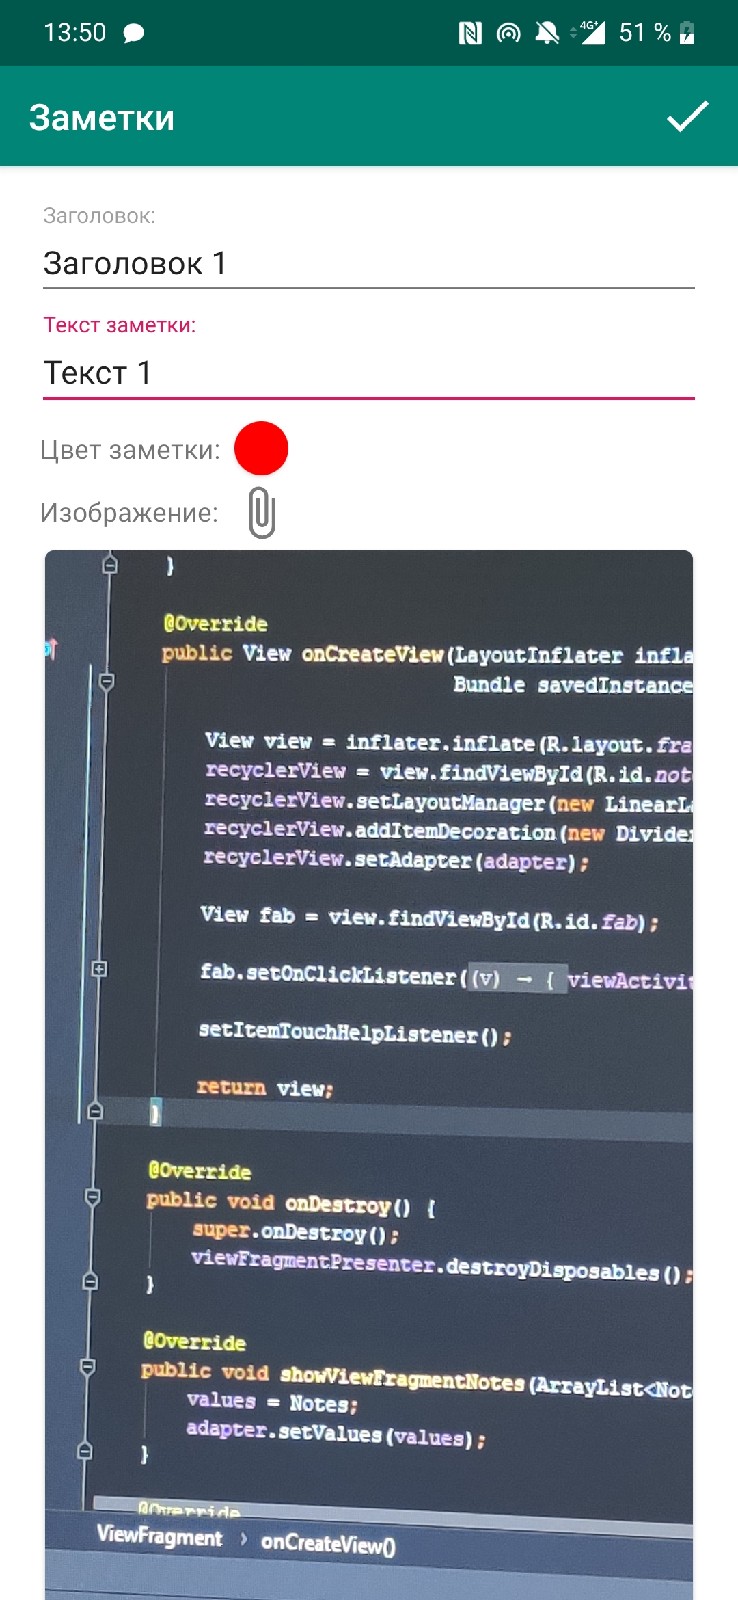 13:50 4G+ 51 %
Заметки
Заголовок:
Заголовок 1
Текст заметки:
Текст 1
Цвет заметки:
Изображение:
}
@Override
public View onCreateView(LayoutInflater infla
Bundle savedInstance
View view = inflater.inflate(R.layout.fra
recyclerView = view.findViewById(R.id.not
recyclerView.setLayoutManager(new LinearL
recyclerView.addItemDecoration(new Divider
recyclerView.setAdapter(adapter);
View fab = view.findViewById(R.id.fab);
fab.setOnClickListener((v) → { viewActivit
setItemTouchHelpListener();
return view;
}
@Override
public void onDestroy() {
super.onDestroy();
viewFragmentPresenter.destroyDisposables();
}
@Override
public void showViewFragmentNotes(ArrayList<Not
values = Notes;
adapter.setValues(values);
}
@Override
ViewFragment › onCreateView()